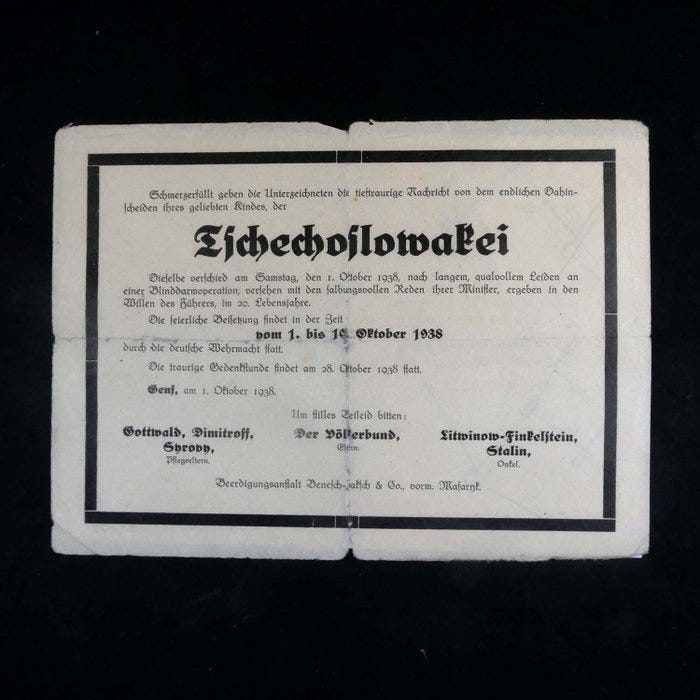 Schmerzerfüllt geben die Unterzeichneten die tieftraurige Nachricht von dem endlichen Dahin-
scheiden ihres geliebten Kindes, der
Tschechoslowakei
Dieselbe verschied am Samstag, den 1. Oktober 1938, nach langem, qualvollem Leiden an
einer Blinddarmoperation, versehen mit den salbungsvollen Reden ihrer Minister, ergeben in den
Willen des Führers, im 20. Lebensjahre.
Die feierliche Beisetzung findet in der Zeit
vom 1. bis 10. Oktober 1938
durch die deutsche Wehrmacht statt.
Die traurige Gedenkstunde findet am 28. Oktober 1938 statt.
Genf, am 1. Oktober 1938.
Um stilles Beileid bitten:
Gottwald, Dimitroff,
Syrovy,
Pflegeeltern.
Der Völkerbund,
Eltern.
Litwinow-Finkelstein,
Stalin,
Onkel.
Beerdigungsanstalt Benesch-Jaksch & Co., vorm. Masaryk.